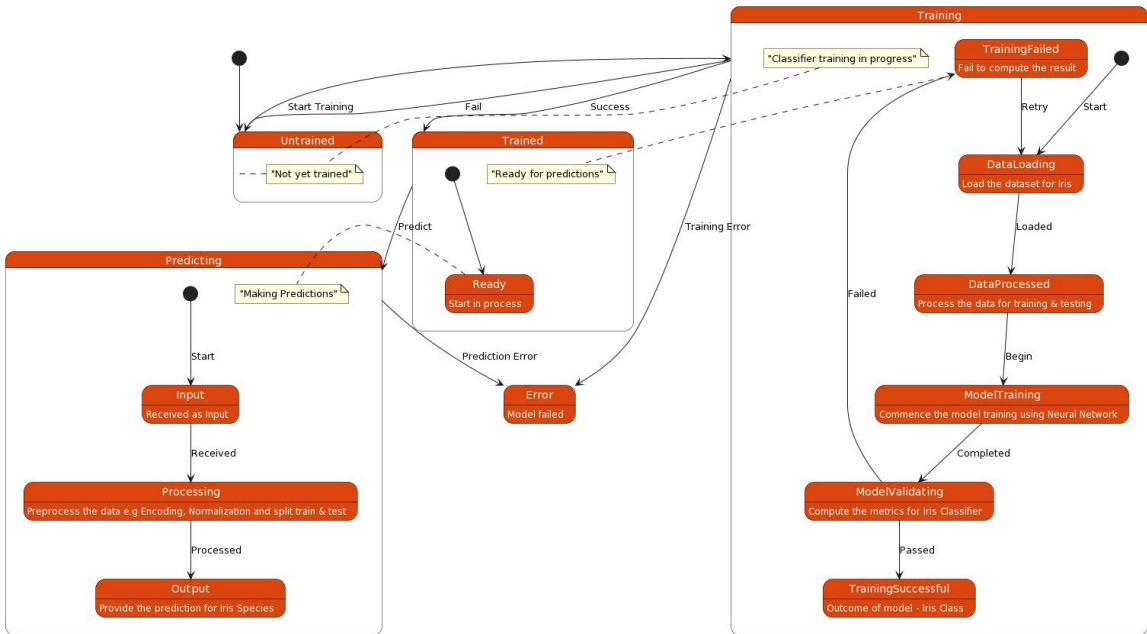 Training
"Classifier training in progress"
TrainingFailed
Fail to compute the result
Start Training
Fail
Success
Retry
Start
Untrained
"Not yet trained"
Trained
"Ready for predictions"
DataLoading
Load the dataset for Iris
Predict
Training Error
Loaded
Predicting
"Making Predictions"
Ready
Start in process
Failed
DataProcessed
Process the data for training & testing
Start
Prediction Error
Begin
Input
Received as Input
Error
Model failed
ModelTraining
Commence the model training using Neural Network
Received
Completed
Processing
Preprocess the data e.g Encoding, Normalization and split train & test
ModelValidating
Compute the metrics for Iris Classifier
Processed
Passed
Output
Provide the prediction for Iris Species
TrainingSuccessful
Outcome of model - Iris Class